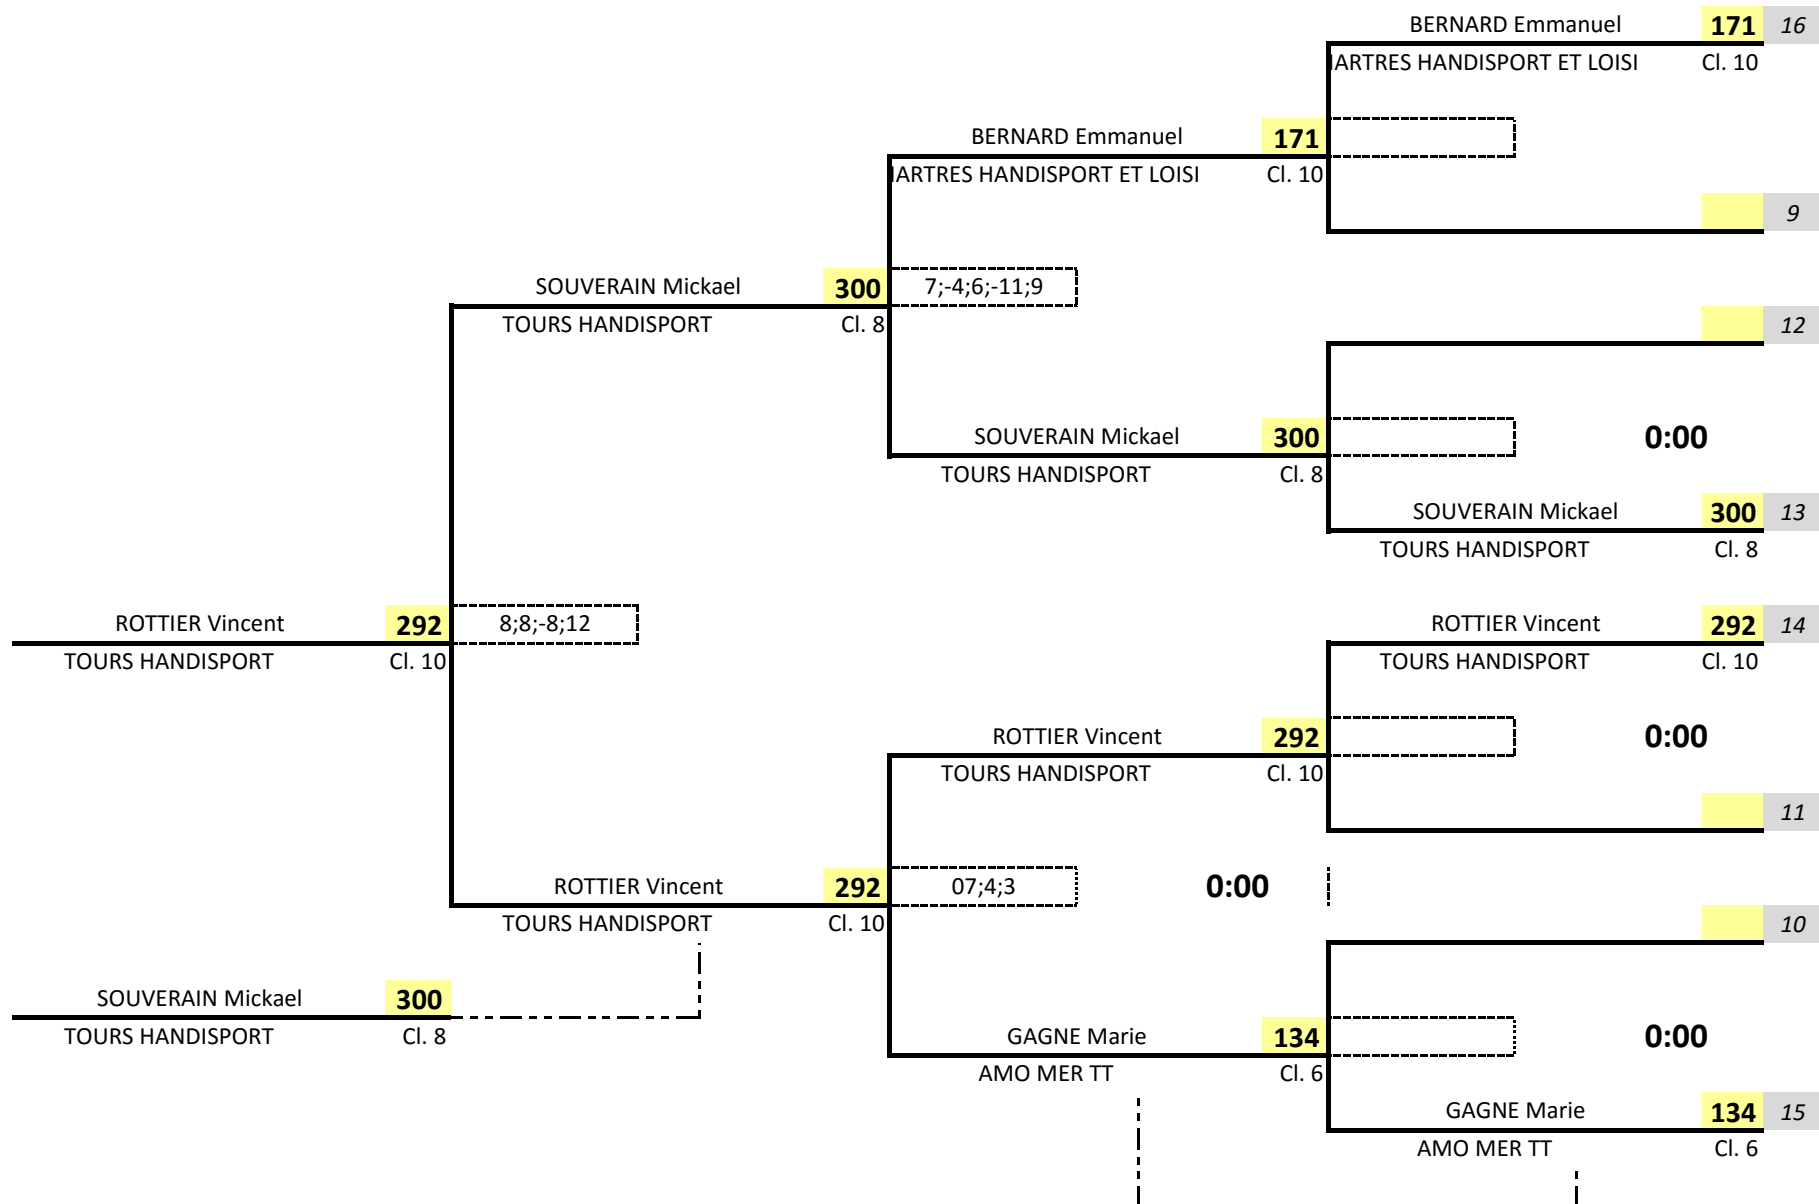 BERNARD Emmanuel 171 16
IARTRES HANDISPORT ET LOISI Cl. 10
BERNARD Emmanuel 171
IARTRES HANDISPORT ET LOISI Cl. 10
9
SOUVERAIN Mickael 300 7;-4;6;-11;9
TOURS HANDISPORT Cl. 8 12
SOUVERAIN Mickael 300 0:00
TOURS HANDISPORT Cl. 8
SOUVERAIN Mickael 300 13
TOURS HANDISPORT Cl. 8
ROTTIER Vincent 292 8;8;-8;12 ROTTIER Vincent 292 14
TOURS HANDISPORT Cl. 10 TOURS HANDISPORT Cl. 10
ROTTIER Vincent 292 0:00
TOURS HANDISPORT Cl. 10
11
ROTTIER Vincent 292 07;4;3 0:00
TOURS HANDISPORT Cl. 10 10
SOUVERAIN Mickael 300
TOURS HANDISPORT Cl. 8 GAGNE Marie 134 0:00
AMO MER TT Cl. 6
GAGNE Marie 134 15
AMO MER TT Cl. 6